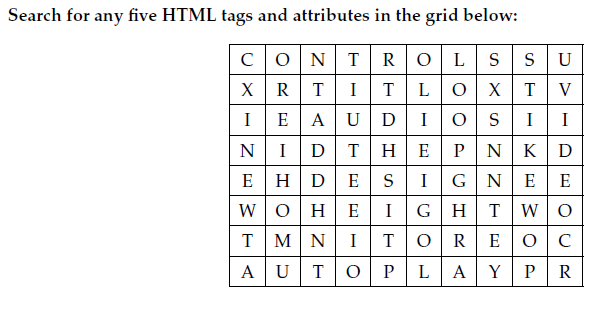 Search for any five HTML tags and attributes in the grid below:
C O N T R O L S S U
X R T I T L O X T V
I E A U D I O S I I
N I D T H E P N K D
E H D E S I G N E E
W O H E I G H T W O
T M N I T O R E O C
A U T O P L A Y P R